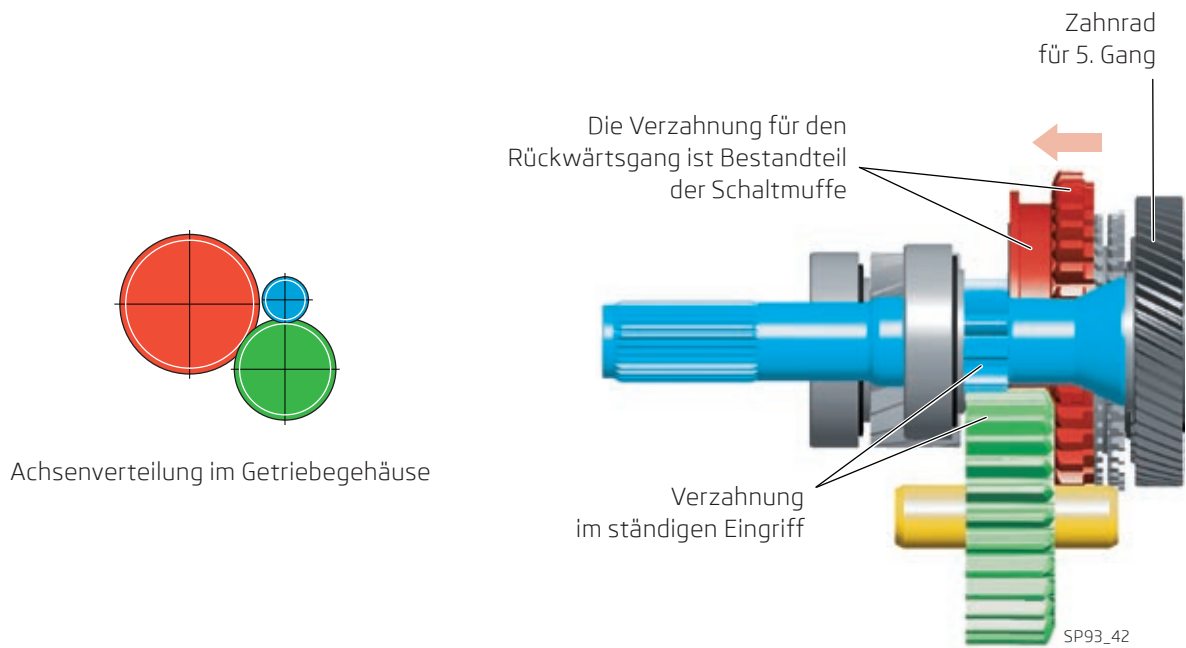 Zahnrad
für 5. Gang
Die Verzahnung für den
Rückwärtsgang ist Bestandteil
der Schaltmuffe
Achsenverteilung im Getriebegehäuse
Verzahnung
im ständigen Eingriff
SP93_42